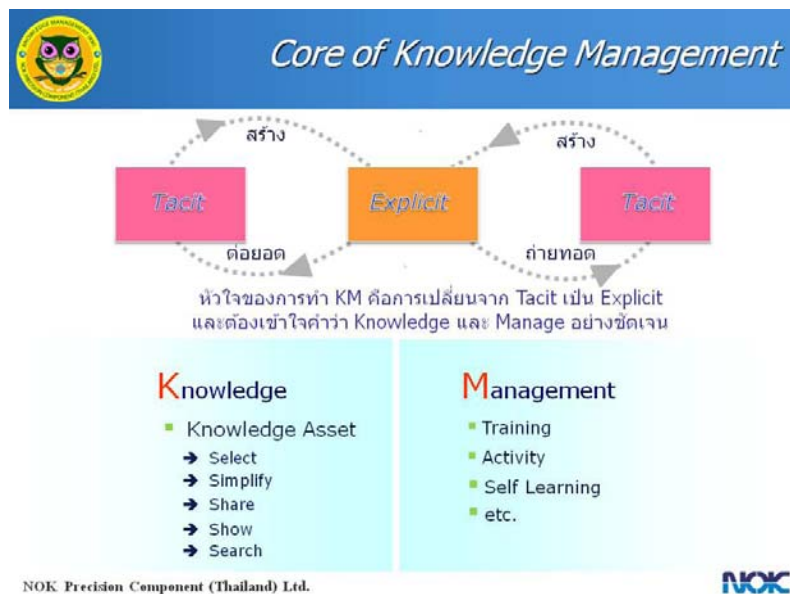 Core of Knowledge Management
สร้าง
สร้าง
Tacit
Explicit
Tacit
ต่อยอด
ถ่ายทอด
หัวใจของการทำ KM คือการเปลี่ยนจาก Tacit เป็น Explicit
และต้องเข้าใจคำว่า Knowledge และ Manage อย่างชัดเจน
Knowledge
Knowledge Asset
Select
Simplify
Share
Show
Search
Management
Training
Activity
Self Learning
etc.
NOK Precision Component (Thailand) Ltd.
NOK